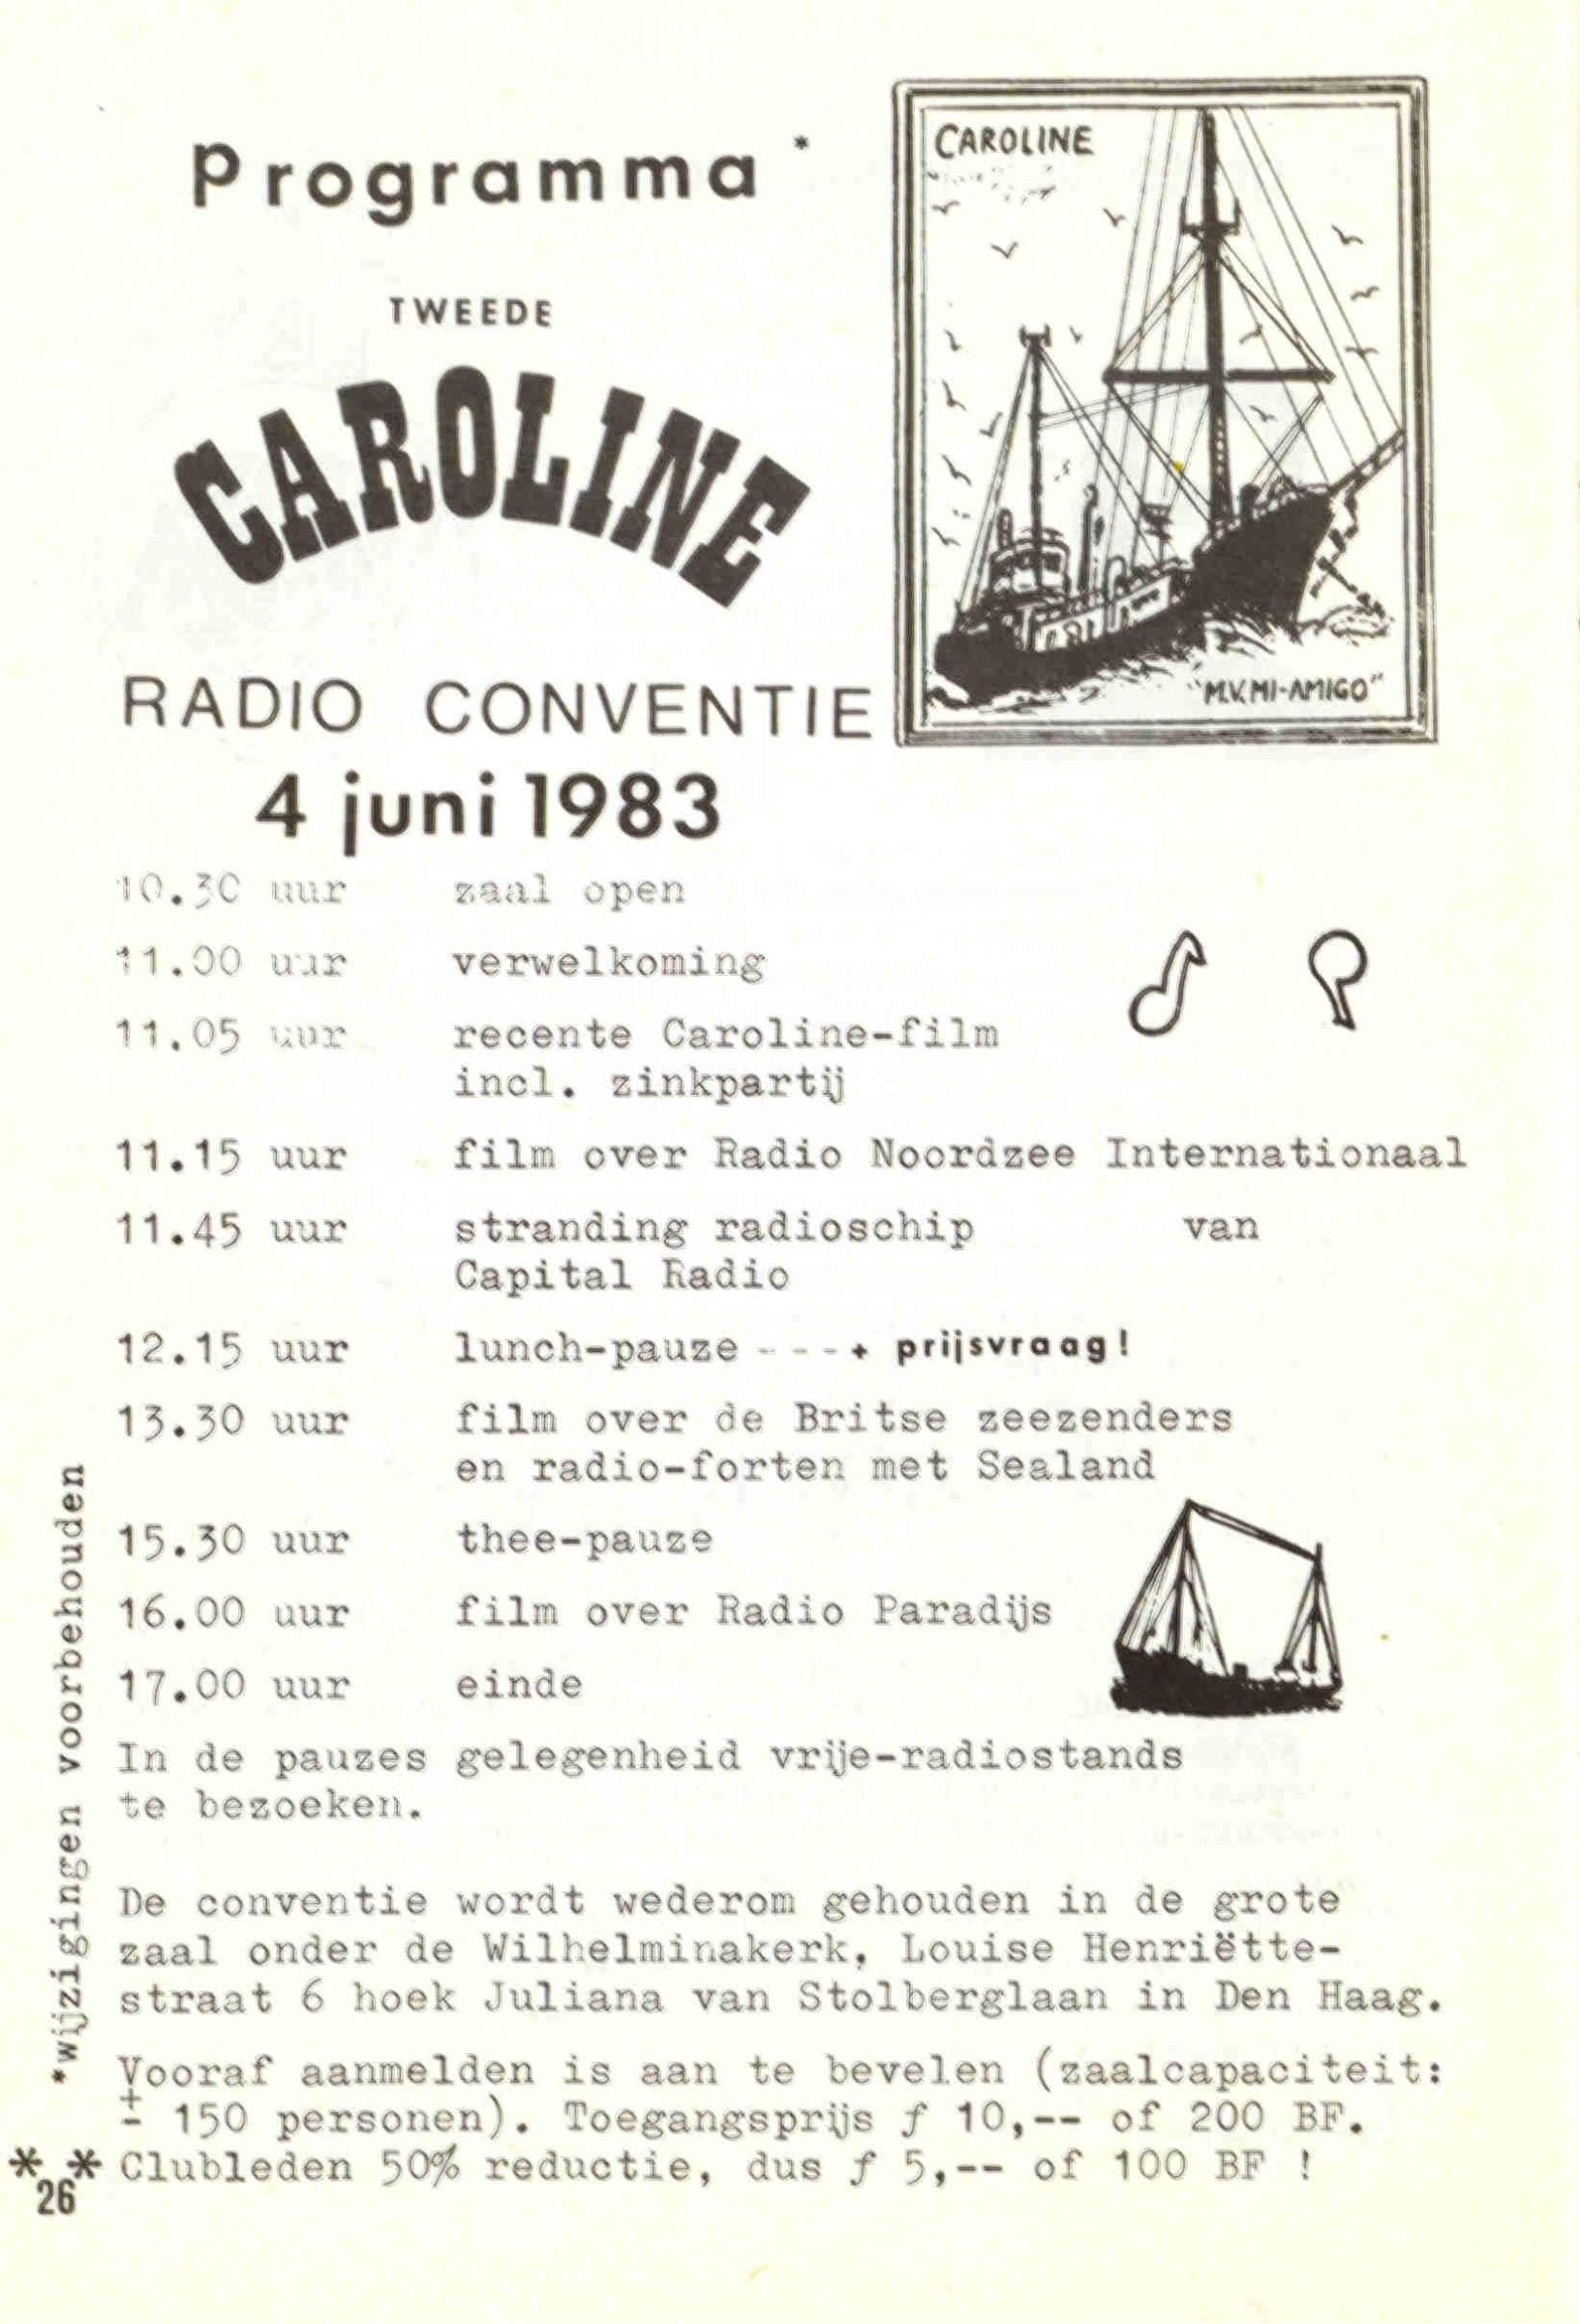 Programma*
CAROLINE
TWEEDE
CAROLINE
"M.V. MI-AMIGO"
RADIO CONVENTIE
4 juni 1983
10.30 uur zaal open
11.00 uur verwelkoming
11.05 uur recente Caroline-film
incl. zinkpartij
11.15 uur film over Radio Noordzee Internationaal
11.45 uur stranding radioschip van
Capital Radio
12.15 uur lunch-pauze ---+ prijsvraag!
13.30 uur film over de Britse zeezenders
en radio-forten met Sealand
15.30 uur thee-pauze
16.00 uur film over Radio Paradijs
17.00 uur einde
In de pauzes gelegenheid vrije-radiostands
te bezoeken.
*wijzigingen voorbehouden
De conventie wordt wederom gehouden in de grote
zaal onder de Wilhelminakerk, Louise Henriëtte-
straat 6 hoek Juliana van Stolberglaan in Den Haag.
Vooraf aanmelden is aan te bevelen (zaalcapaciteit:
± 150 personen). Toegangsprijs ƒ 10,-- of 200 BF.
* * Clubleden 50% reductie, dus ƒ 5,-- of 100 BF !
26